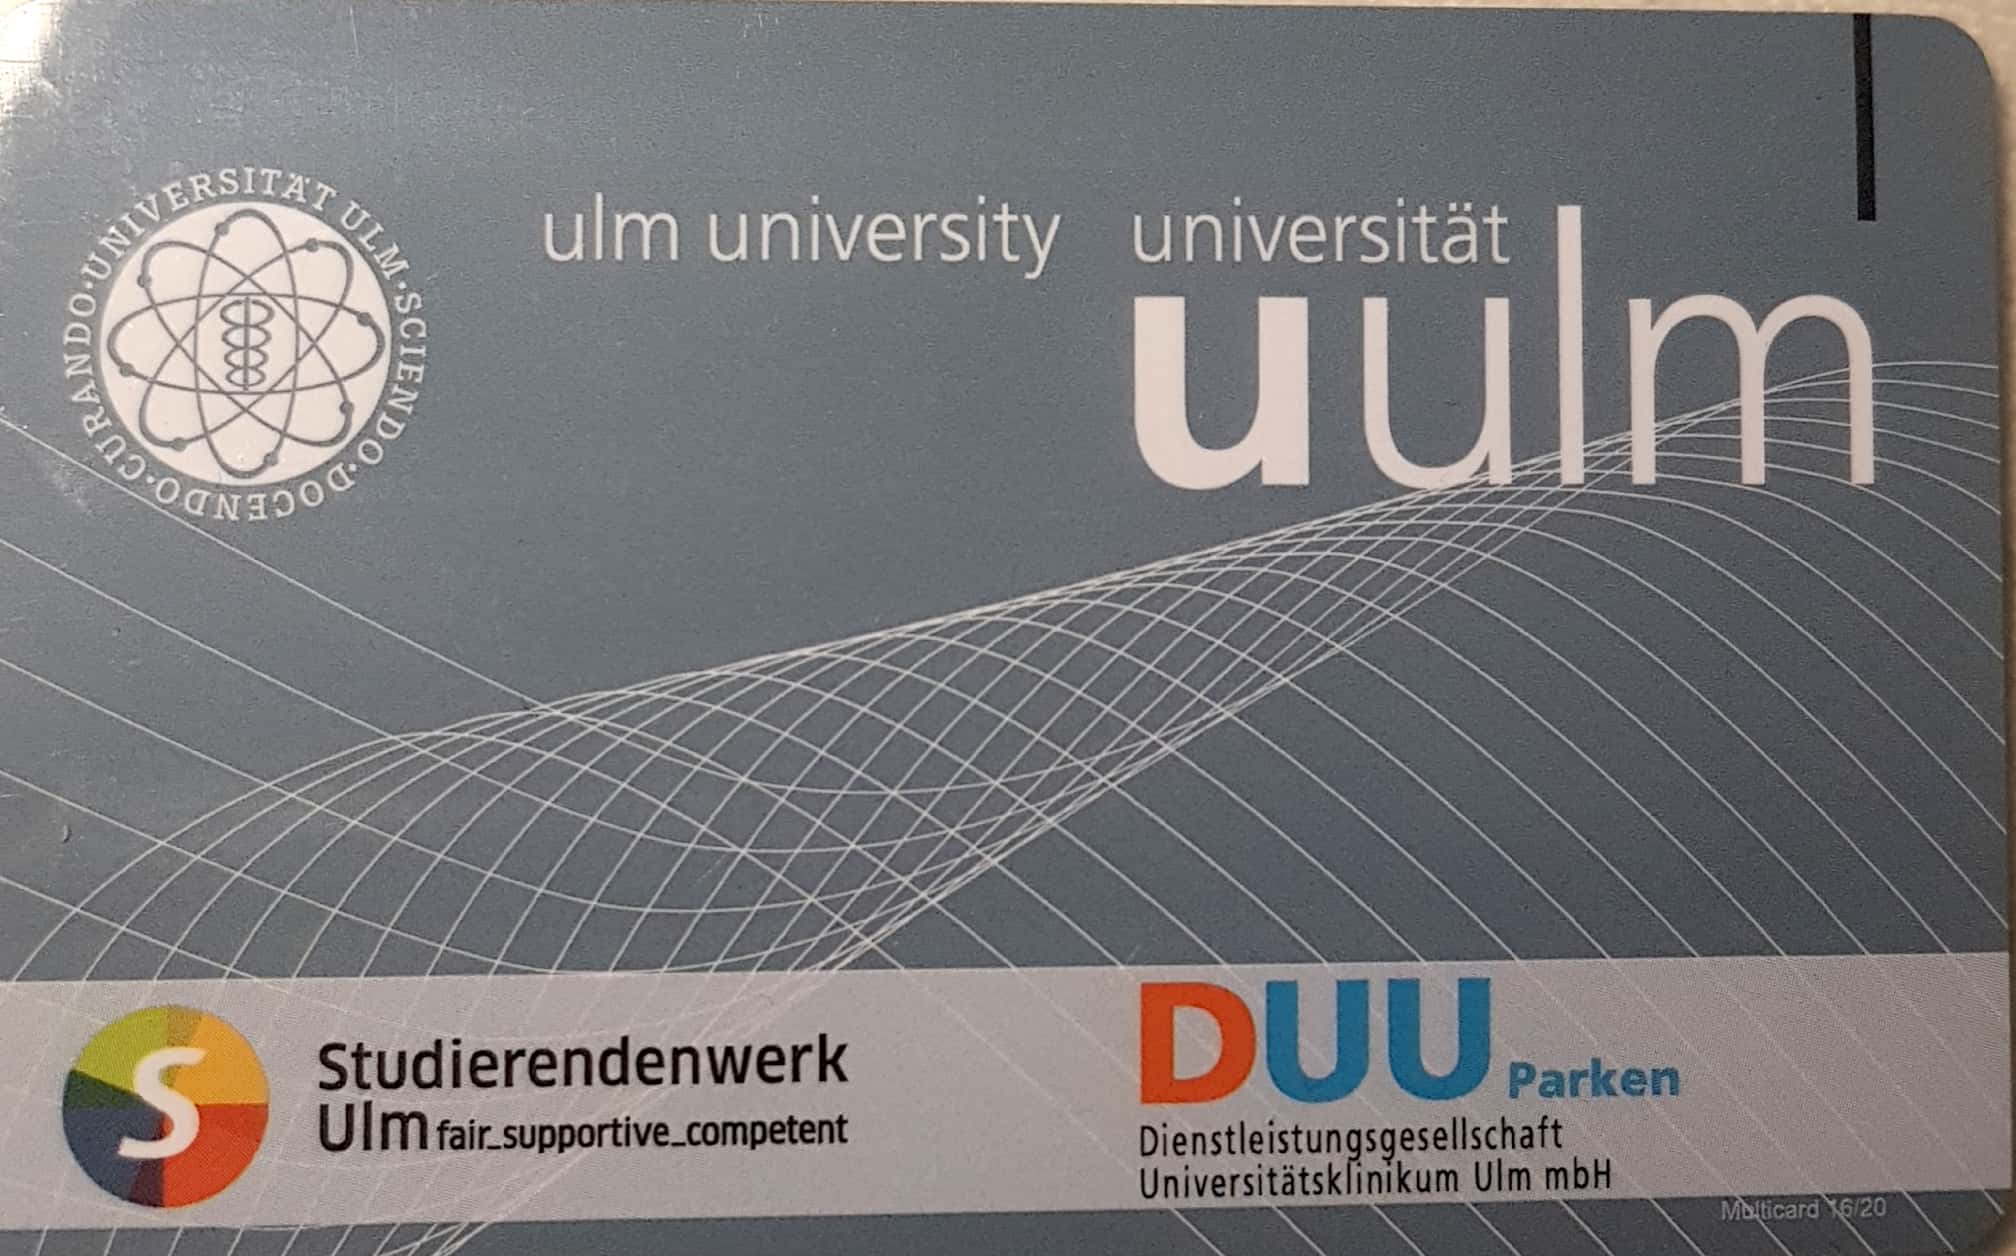 ·UNIVERSITÄT ULM·SCIENDO·DOCENDO·CURANDO
ulm university universität
uulm
S
Studierendenwerk
Ulm fair_supportive_competent
DUU Parken
Dienstleistungsgesellschaft
Universitätsklinikum Ulm mbH
Multicard 16/20